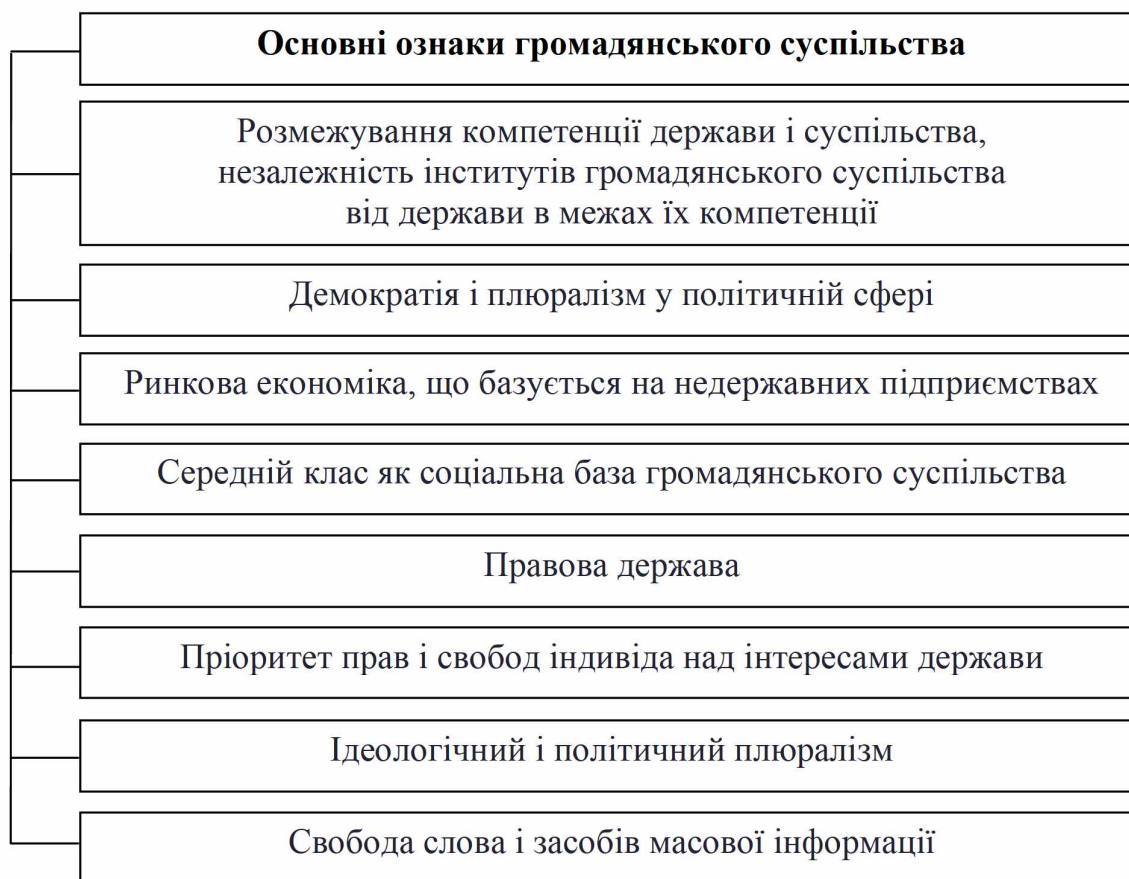 Основні ознаки громадянського суспільства
Розмежування компетенції держави і суспільства,
незалежність інститутів громадянського суспільства
від держави в межах їх компетенції
Демократія і плюралізм у політичній сфері
Ринкова економіка, що базується на недержавних підприємствах
Середній клас як соціальна база громадянського суспільства
Правова держава
Пріоритет прав і свобод індивіда над інтересами держави
Ідеологічний і політичний плюралізм
Свобода слова і засобів масової інформації